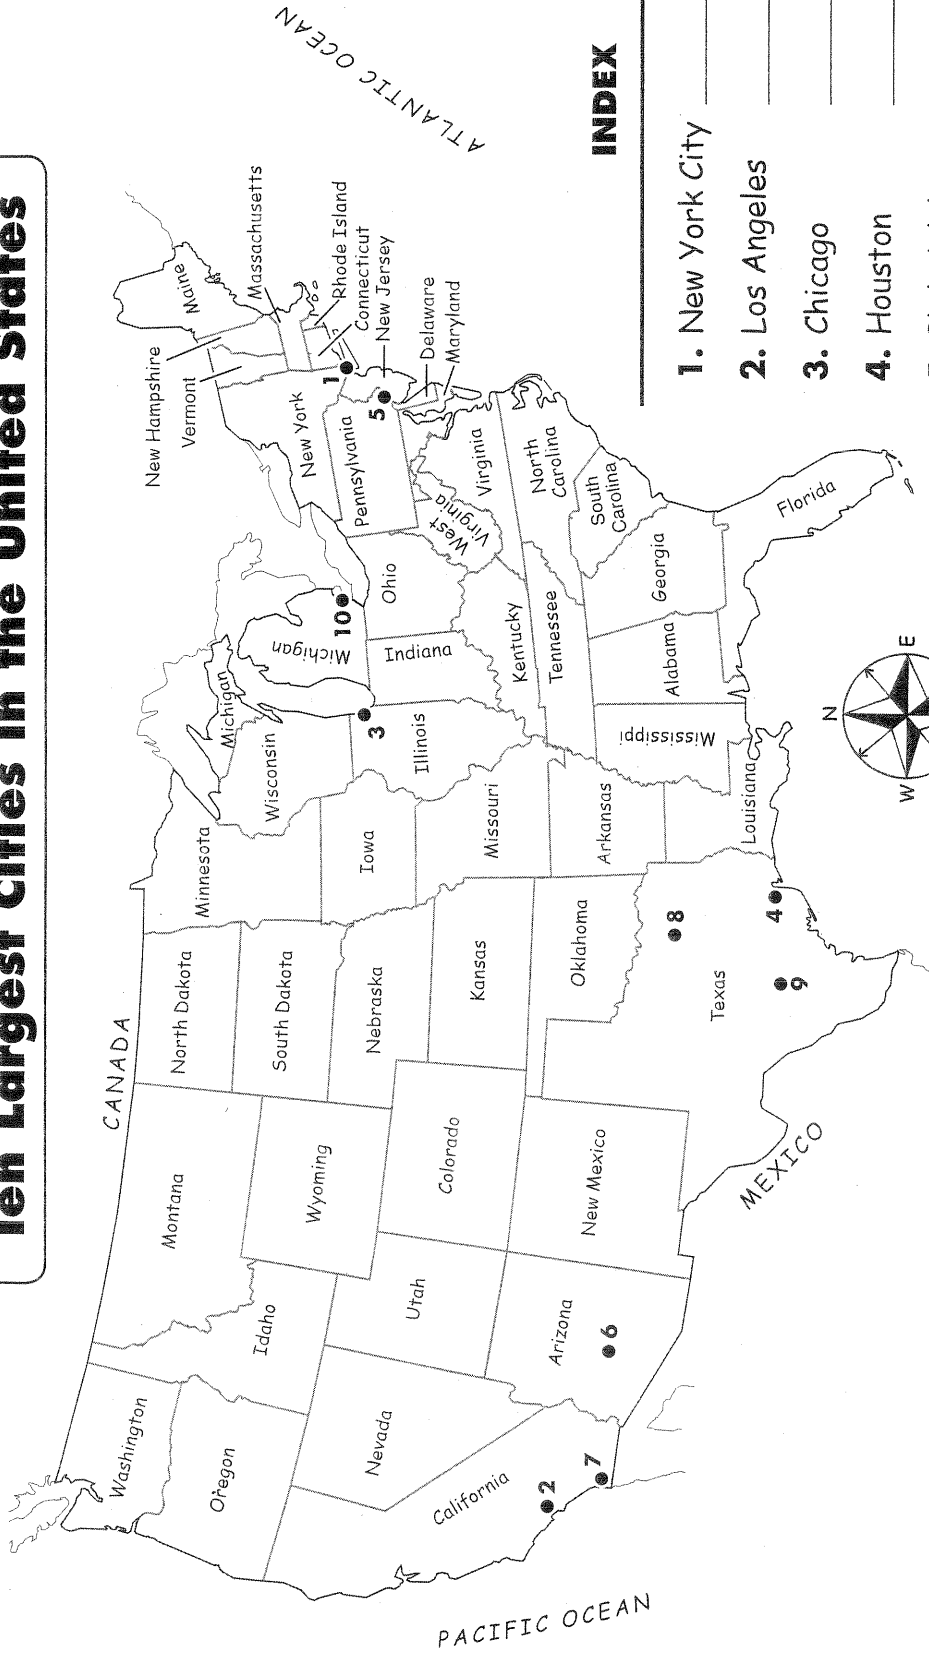 Ten Largest Cities in the United States
CANADA
ATLANTIC OCEAN
PACIFIC OCEAN
MEXICO
Washington
Oregon
California
Nevada
Idaho
Montana
Wyoming
Utah
Arizona
Colorado
New Mexico
North Dakota
South Dakota
Nebraska
Kansas
Oklahoma
Texas
Minnesota
Iowa
Missouri
Arkansas
Louisiana
Wisconsin
Michigan
Michigan
Illinois
Indiana
Ohio
Kentucky
Tennessee
Mississippi
Alabama
Georgia
Florida
South
Carolina
North
Carolina
Virginia
West
Virginia
Pennsylvania
New York
Vermont
New Hampshire
Maine
Massachusetts
Rhode Island
Connecticut
New Jersey
Delaware
Maryland
1
2
3
4
5
6
7
8
9
10
N
E
W
INDEX
1. New York City
2. Los Angeles
3. Chicago
4. Houston